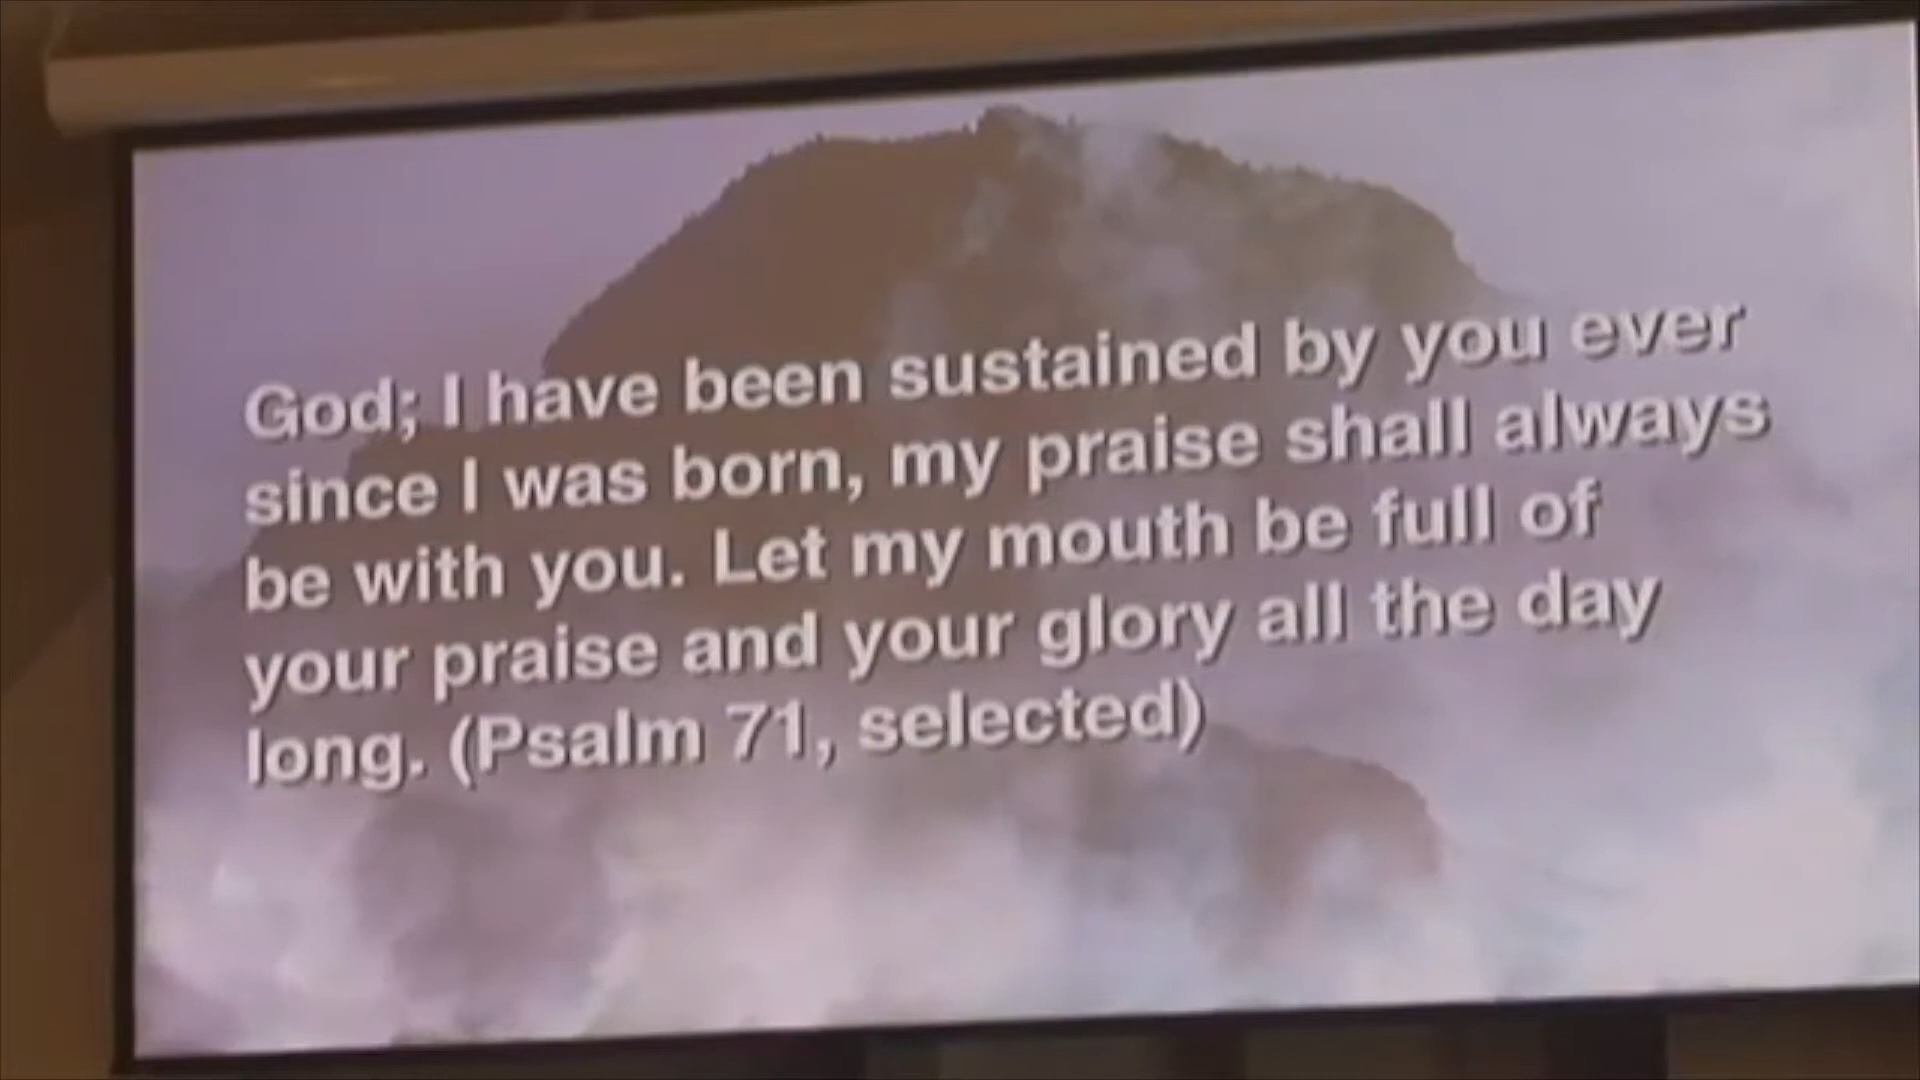 God; I have been sustained by you ever
since I was born, my praise shall always
be with you. Let my mouth be full of
your praise and your glory all the day
long. (Psalm 71, selected)